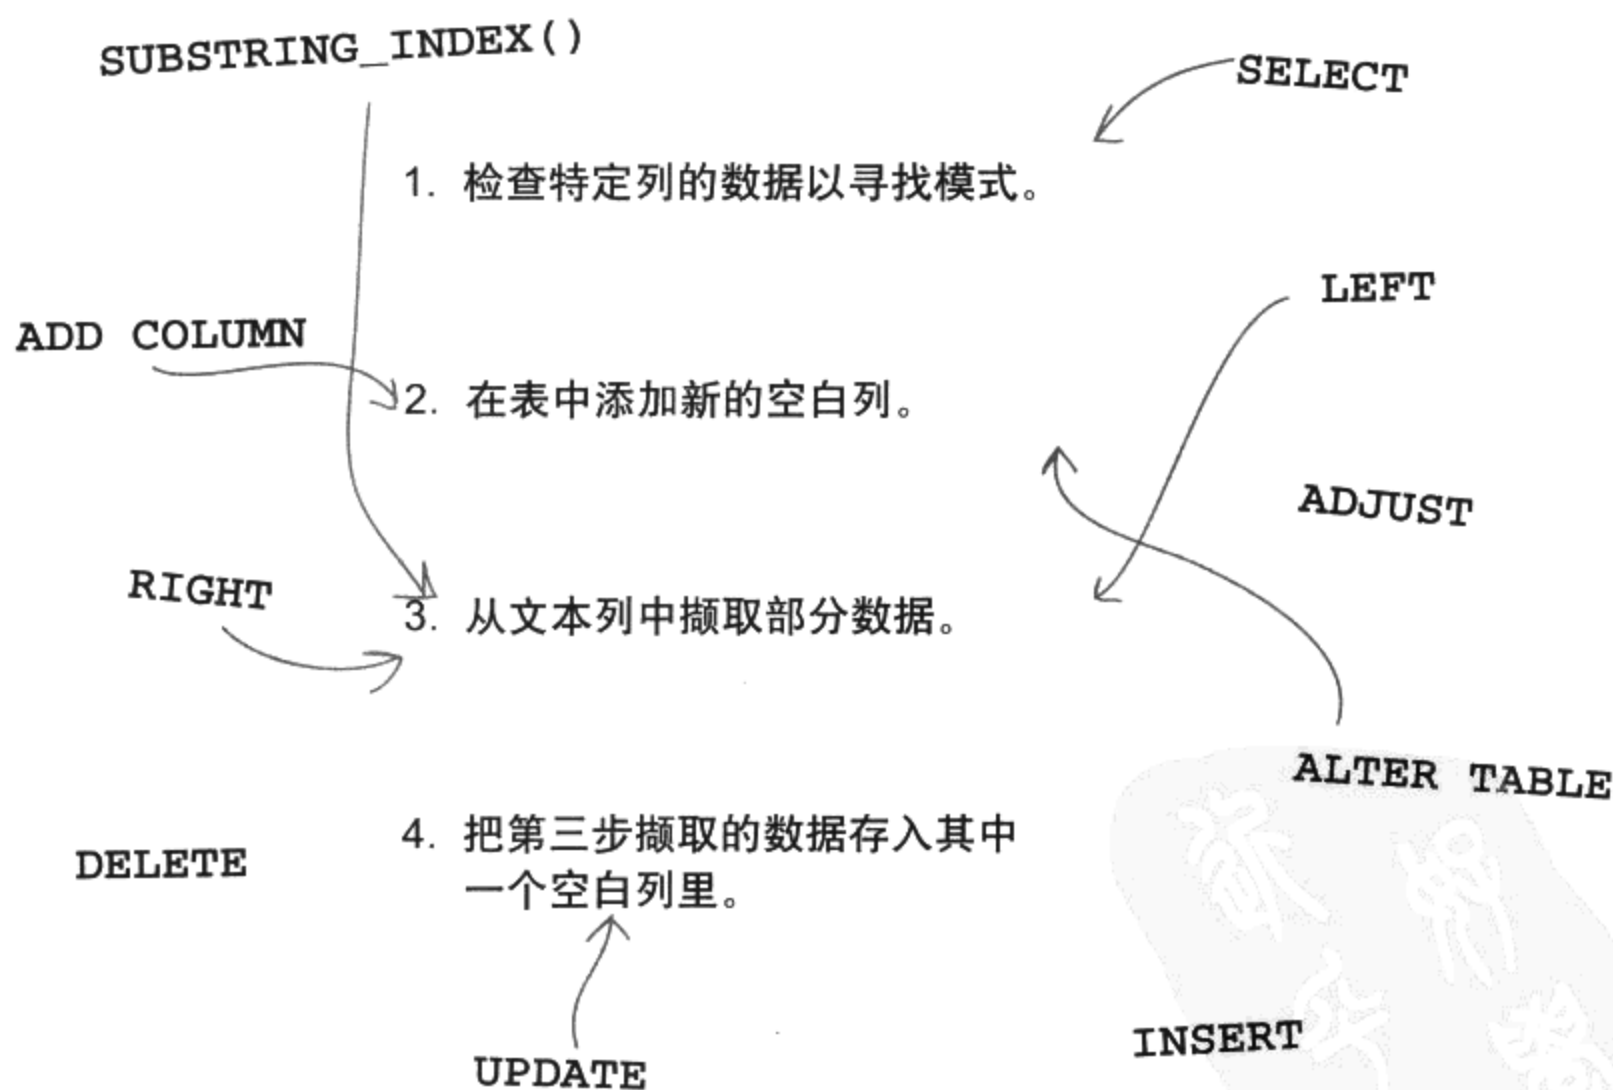 SUBSTRING_INDEX()
SELECT
1. 检查特定列的数据以寻找模式。
LEFT
ADD COLUMN
2. 在表中添加新的空白列。
ADJUST
RIGHT
3. 从文本列中撷取部分数据。
ALTER TABLE
4. 把第三步撷取的数据存入其中
一个空白列里。
DELETE
INSERT
UPDATE